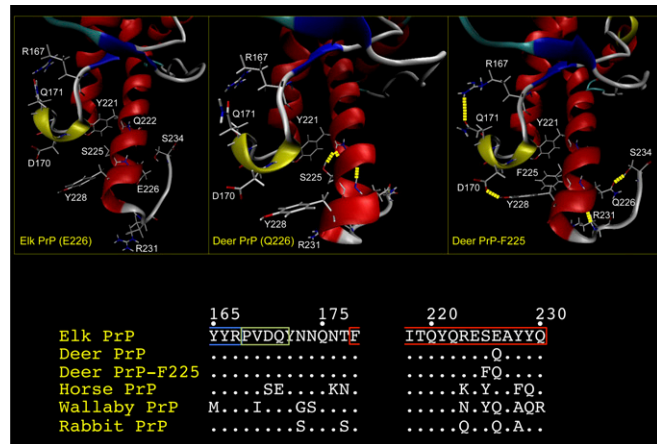 R167
Q171
Y221
Q222
S234
D170
S225
E226
Y228
R231
Elk PrP (E226)
R167
Q171
Y221
S225
D170
Y228
R231
Deer PrP (Q226)
R167
Q171
Y221
F225
S234
D170
Y228
Q226
R231
Deer PrP-F225
165 175 220 230
Elk PrP YYRPVDQYNNQNTF ITQYQRESEAYYQ
Deer PrP .............. ........Q....
Deer PrP-F225 .............. .......FQ....
Horse PrP .....SE....KN. .....K.Y..FQ.
Wallaby PrP M...I...GS.... .....N.YQ.AQR
Rabbit PrP ........S...S. .....Q..Q.A..